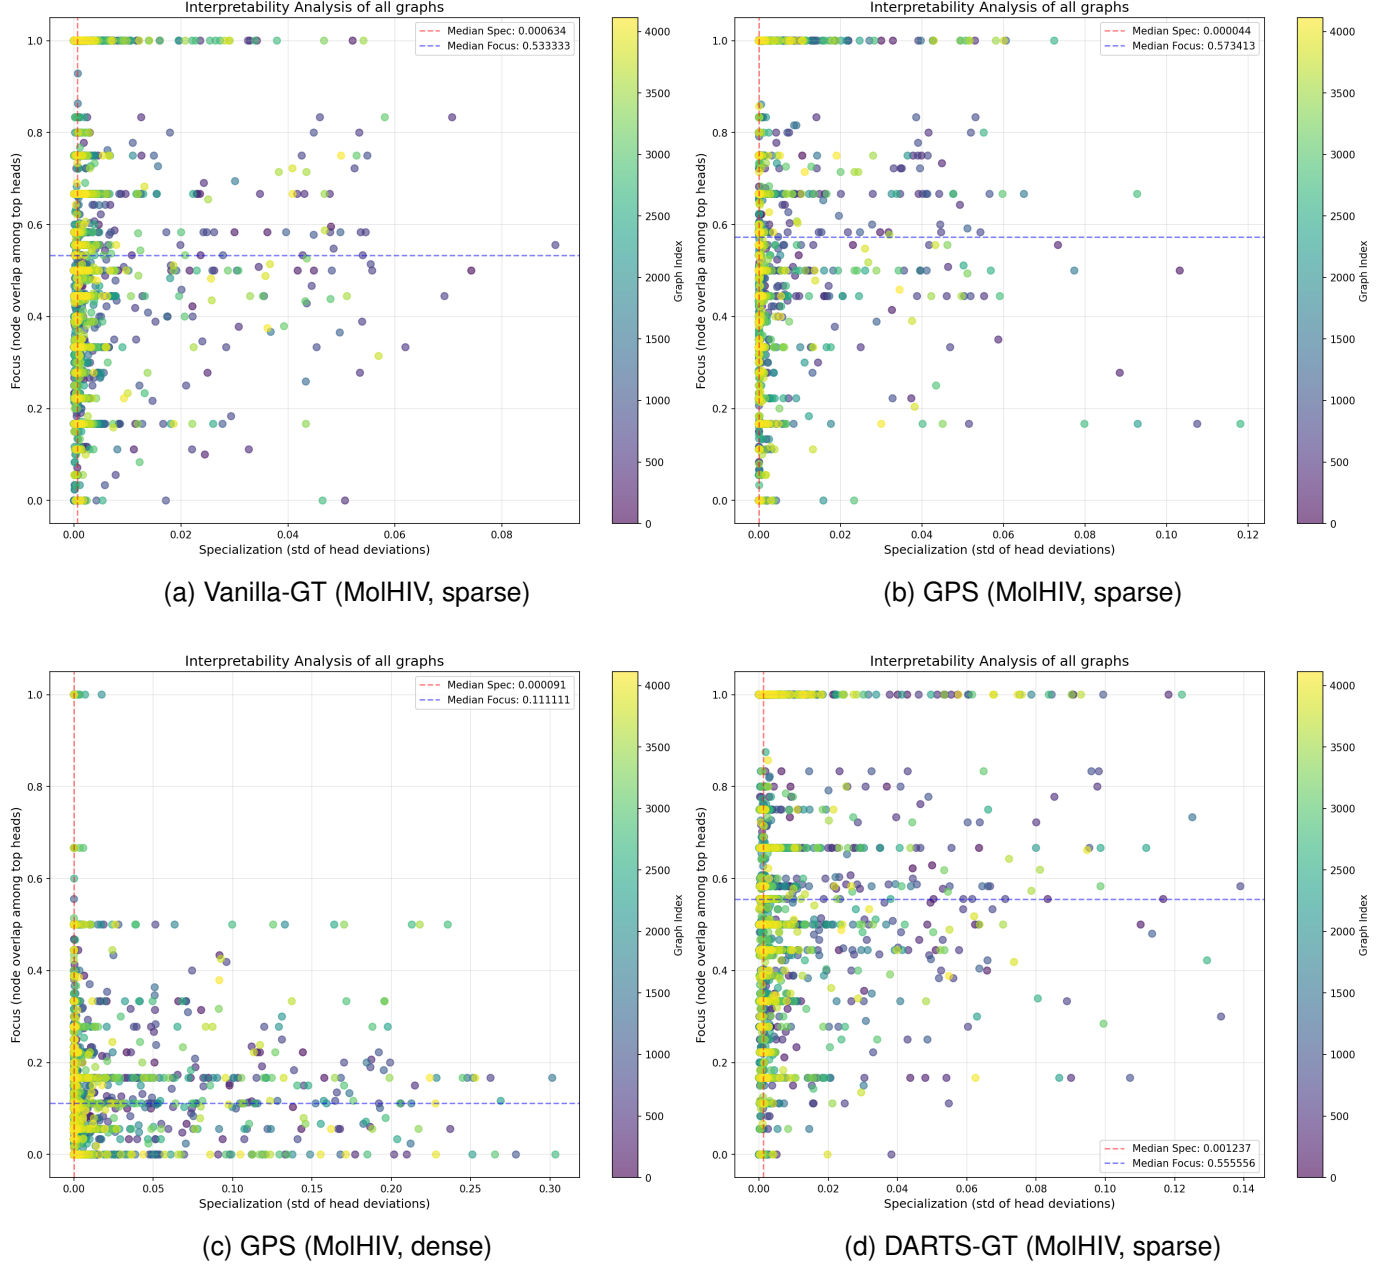 Interpretability Analysis of all graphs
Median Spec: 0.000634
Median Focus: 0.533333
Focus (node overlap among top heads)
1.0
0.8
0.6
0.4
0.2
0.0
0.00 0.02 0.04 0.06 0.08
Specialization (std of head deviations)
4000
3500
3000
2500
2000
1500
1000
500
0
Graph Index
(a) Vanilla-GT (MolHIV, sparse)
Interpretability Analysis of all graphs
Median Spec: 0.000044
Median Focus: 0.573413
Focus (node overlap among top heads)
1.0
0.8
0.6
0.4
0.2
0.0
0.00 0.02 0.04 0.06 0.08 0.10 0.12
Specialization (std of head deviations)
4000
3500
3000
2500
2000
1500
1000
500
0
Graph Index
(b) GPS (MolHIV, sparse)
Interpretability Analysis of all graphs
Median Spec: 0.000091
Median Focus: 0.111111
Focus (node overlap among top heads)
1.0
0.8
0.6
0.4
0.2
0.0
0.00 0.05 0.10 0.15 0.20 0.25 0.30
Specialization (std of head deviations)
4000
3500
3000
2500
2000
1500
1000
500
0
Graph Index
(c) GPS (MolHIV, dense)
Interpretability Analysis of all graphs
Focus (node overlap among top heads)
1.0
0.8
0.6
0.4
0.2
0.0
Median Spec: 0.001237
Median Focus: 0.555556
0.00 0.02 0.04 0.06 0.08 0.10 0.12 0.14
Specialization (std of head deviations)
4000
3500
3000
2500
2000
1500
1000
500
0
Graph Index
(d) DARTS-GT (MolHIV, sparse)